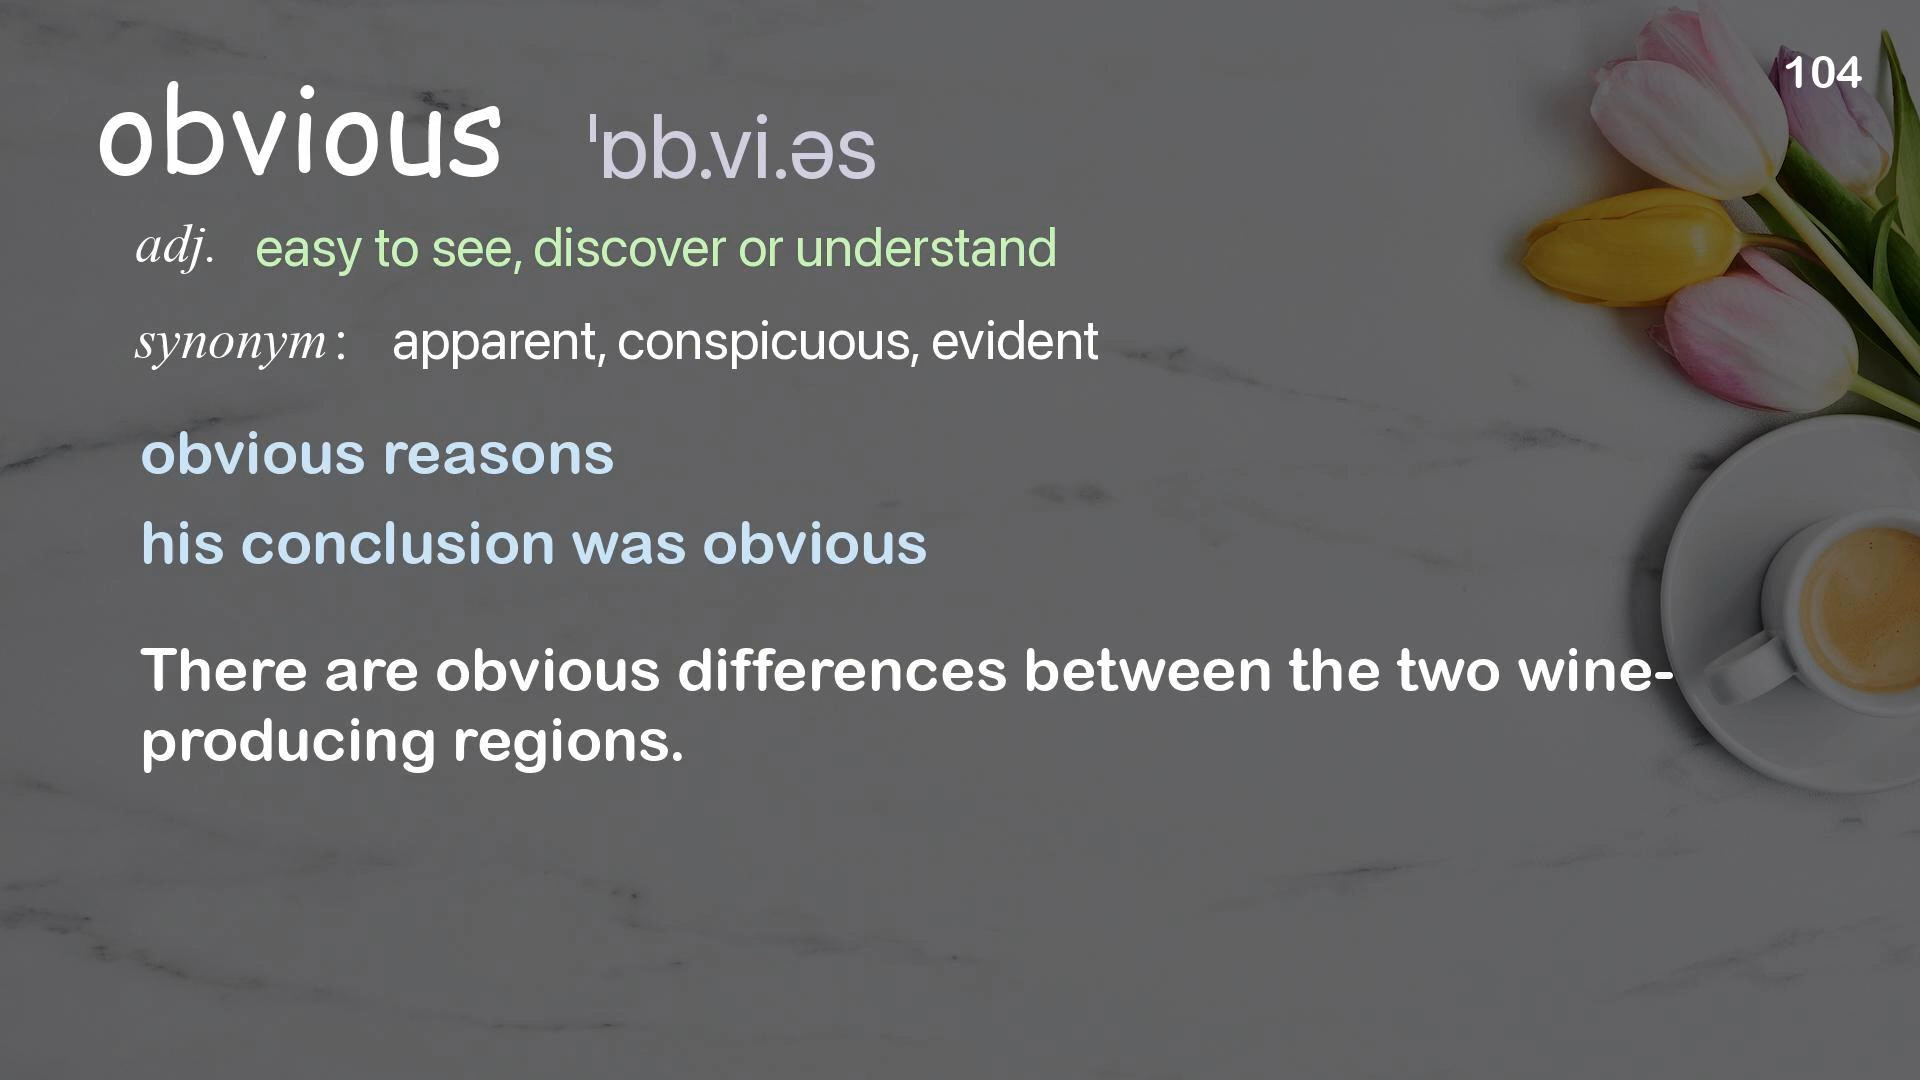 104
obvious ˈɒb.vi.əs
adj. easy to see, discover or understand
synonym: apparent, conspicuous, evident
obvious reasons
his conclusion was obvious
There are obvious differences between the two wine-
producing regions.